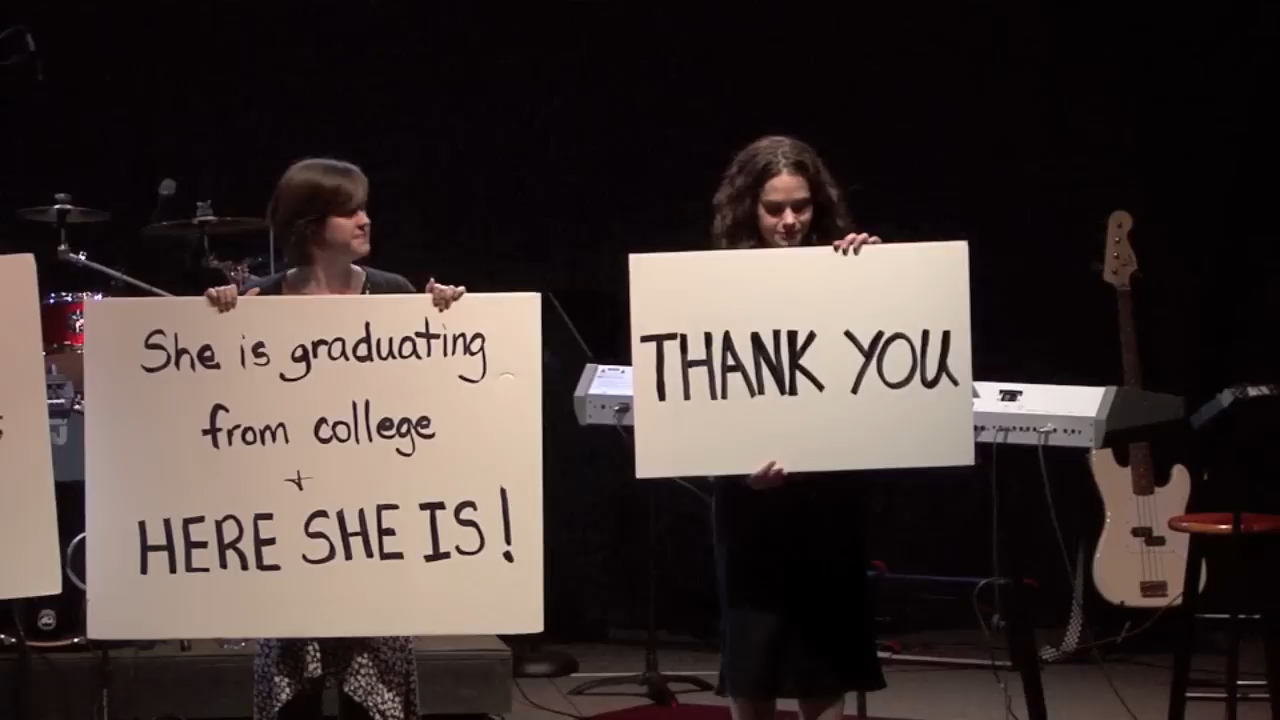 She is graduating
from college
+
HERE SHE IS!
THANK YOU